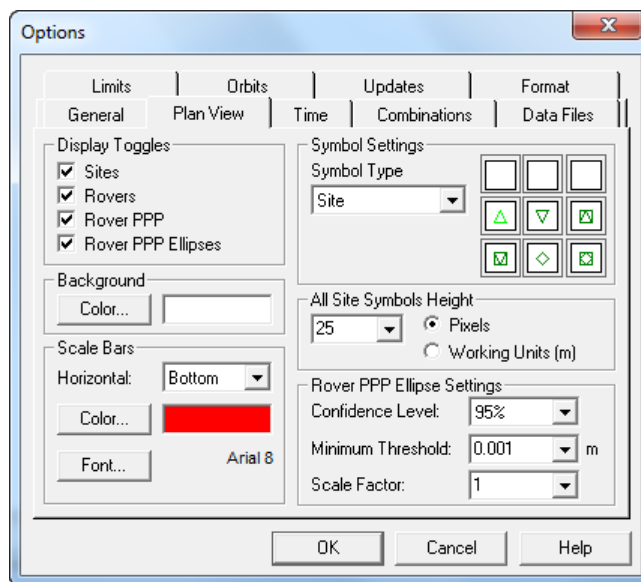 Options
Limits Orbits Updates Format
General Plan View Time Combinations Data Files
Display Toggles
Sites
Rovers
Rover PPP
Rover PPP Ellipses
Background
Color...
Scale Bars
Horizontal: Bottom
Color...
Font... Arial 8
Symbol Settings
Symbol Type
Site
All Site Symbols Height
25 Pixels
Working Units (m)
Rover PPP Ellipse Settings
Confidence Level: 95%
Minimum Threshold: 0.001 m
Scale Factor: 1
OK Cancel Help